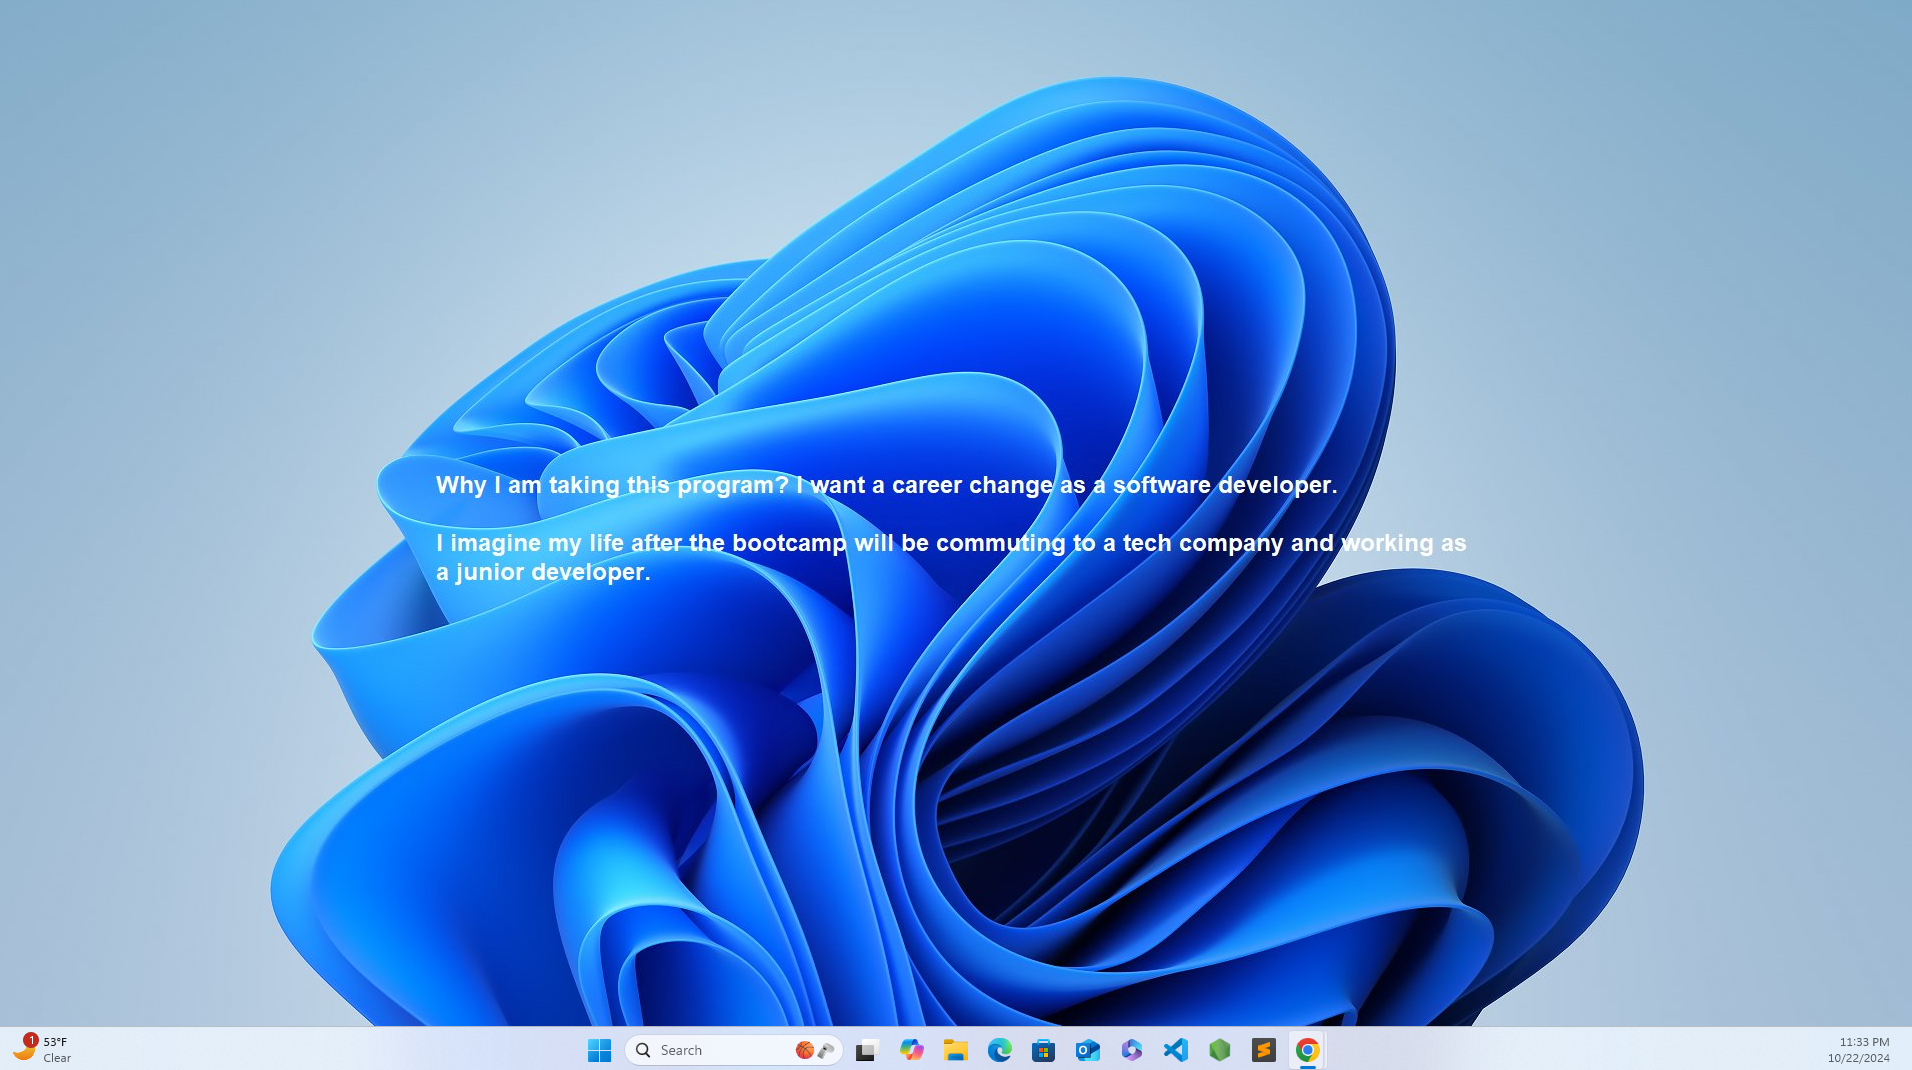 Why I am taking this program? I want a career change as a software developer.
I imagine my life after the bootcamp will be commuting to a tech company and working as
a junior developer.
1
53°F
Clear
Search
11:33 PM
10/22/2024